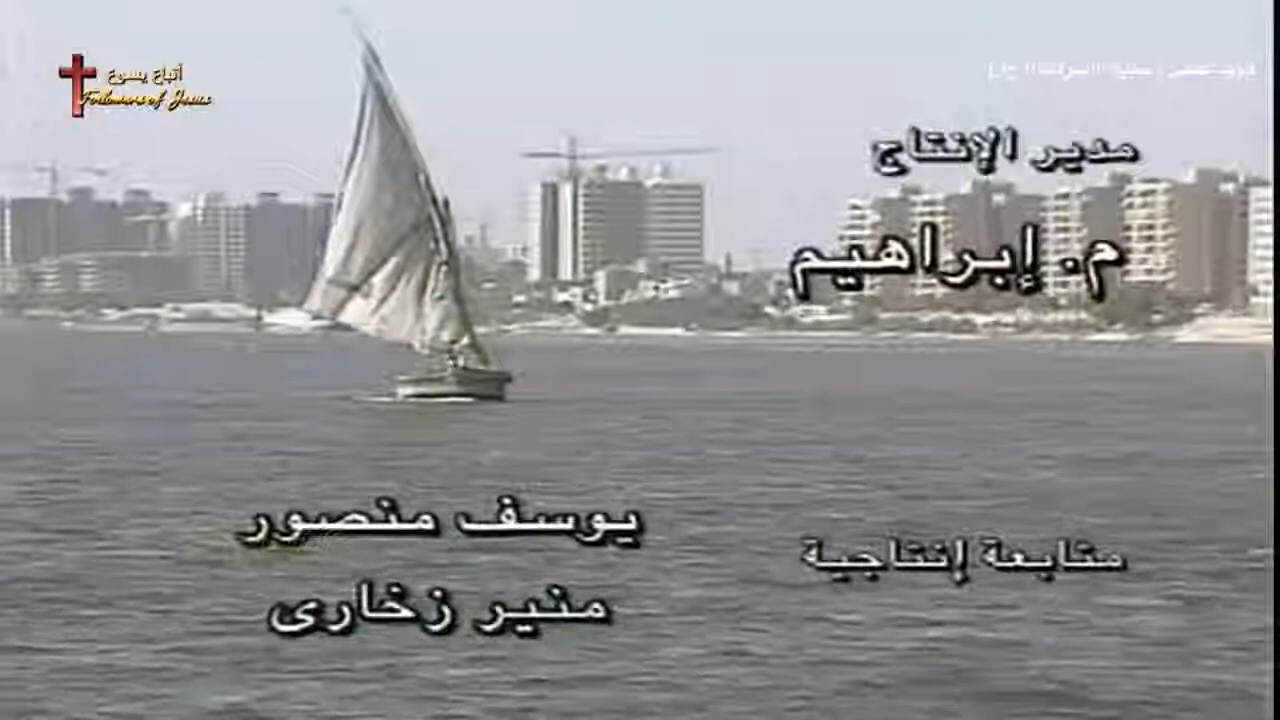 أتباع يسوع
Followers of Jesus
مدير الإنتاج
م. إبراهيم
متابعة إنتاجية
يوسف منصور
منير زخارى